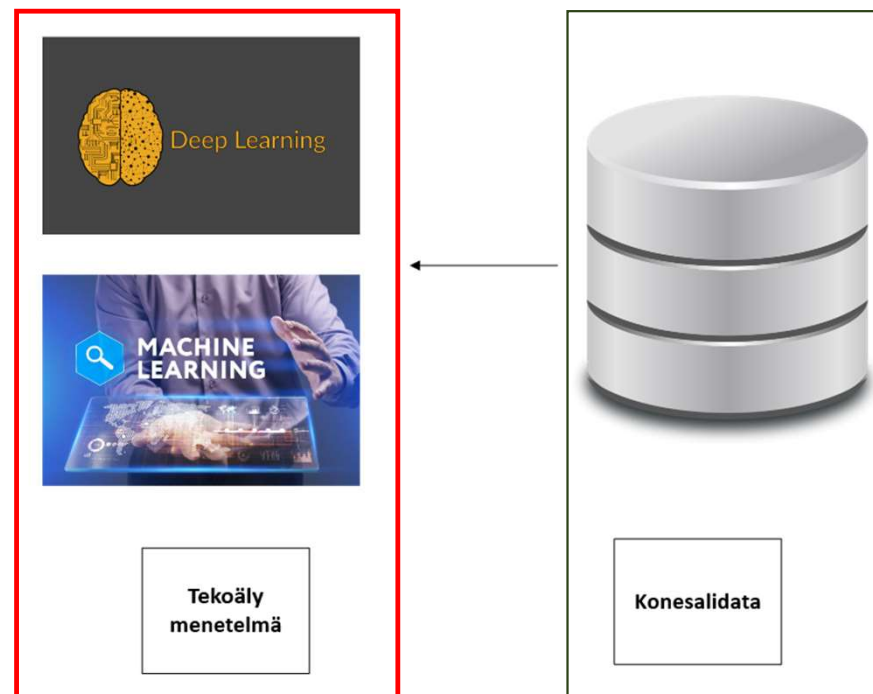 Deep Learning
MACHINE
LEARNING
Tekoäly
menetelmä
Konesalidata